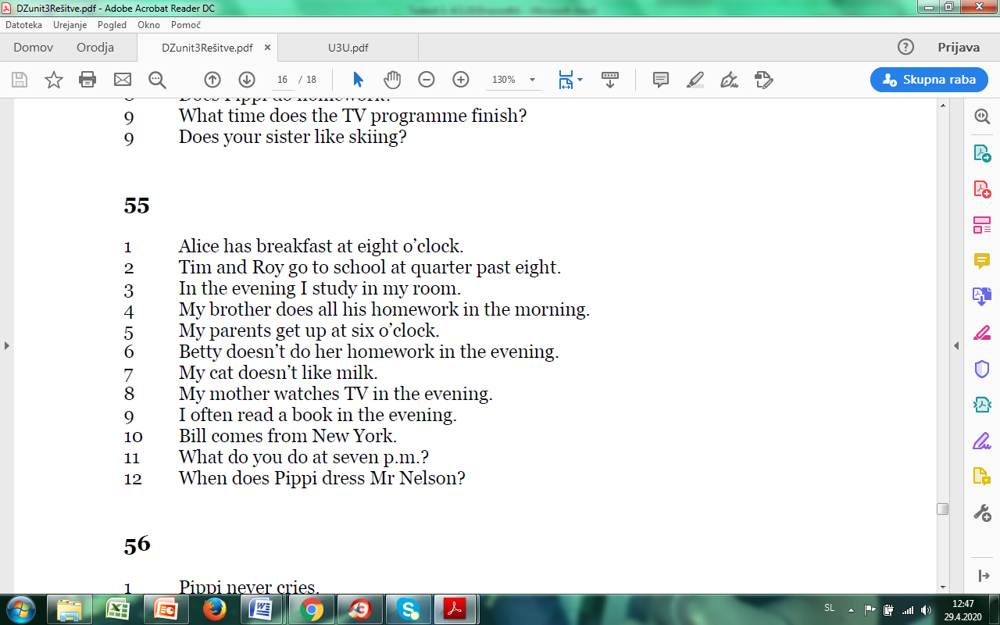 DZunit3Rešitve.pdf - Adobe Acrobat Reader DC
Datoteka Urejanje Pogled Okno Pomoč
Domov Orodja DZunit3Rešitve.pdf × U3U.pdf Prijava
16 / 18 130% Skupna raba
8 Does Pippi do homework?
9 What time does the TV programme finish?
9 Does your sister like skiing?
55
1 Alice has breakfast at eight o’clock.
2 Tim and Roy go to school at quarter past eight.
3 In the evening I study in my room.
4 My brother does all his homework in the morning.
5 My parents get up at six o’clock.
6 Betty doesn’t do her homework in the evening.
7 My cat doesn’t like milk.
8 My mother watches TV in the evening.
9 I often read a book in the evening.
10 Bill comes from New York.
11 What do you do at seven p.m.?
12 When does Pippi dress Mr Nelson?
56
1 Pippi never cries.
SL 12:47
29.4.2020